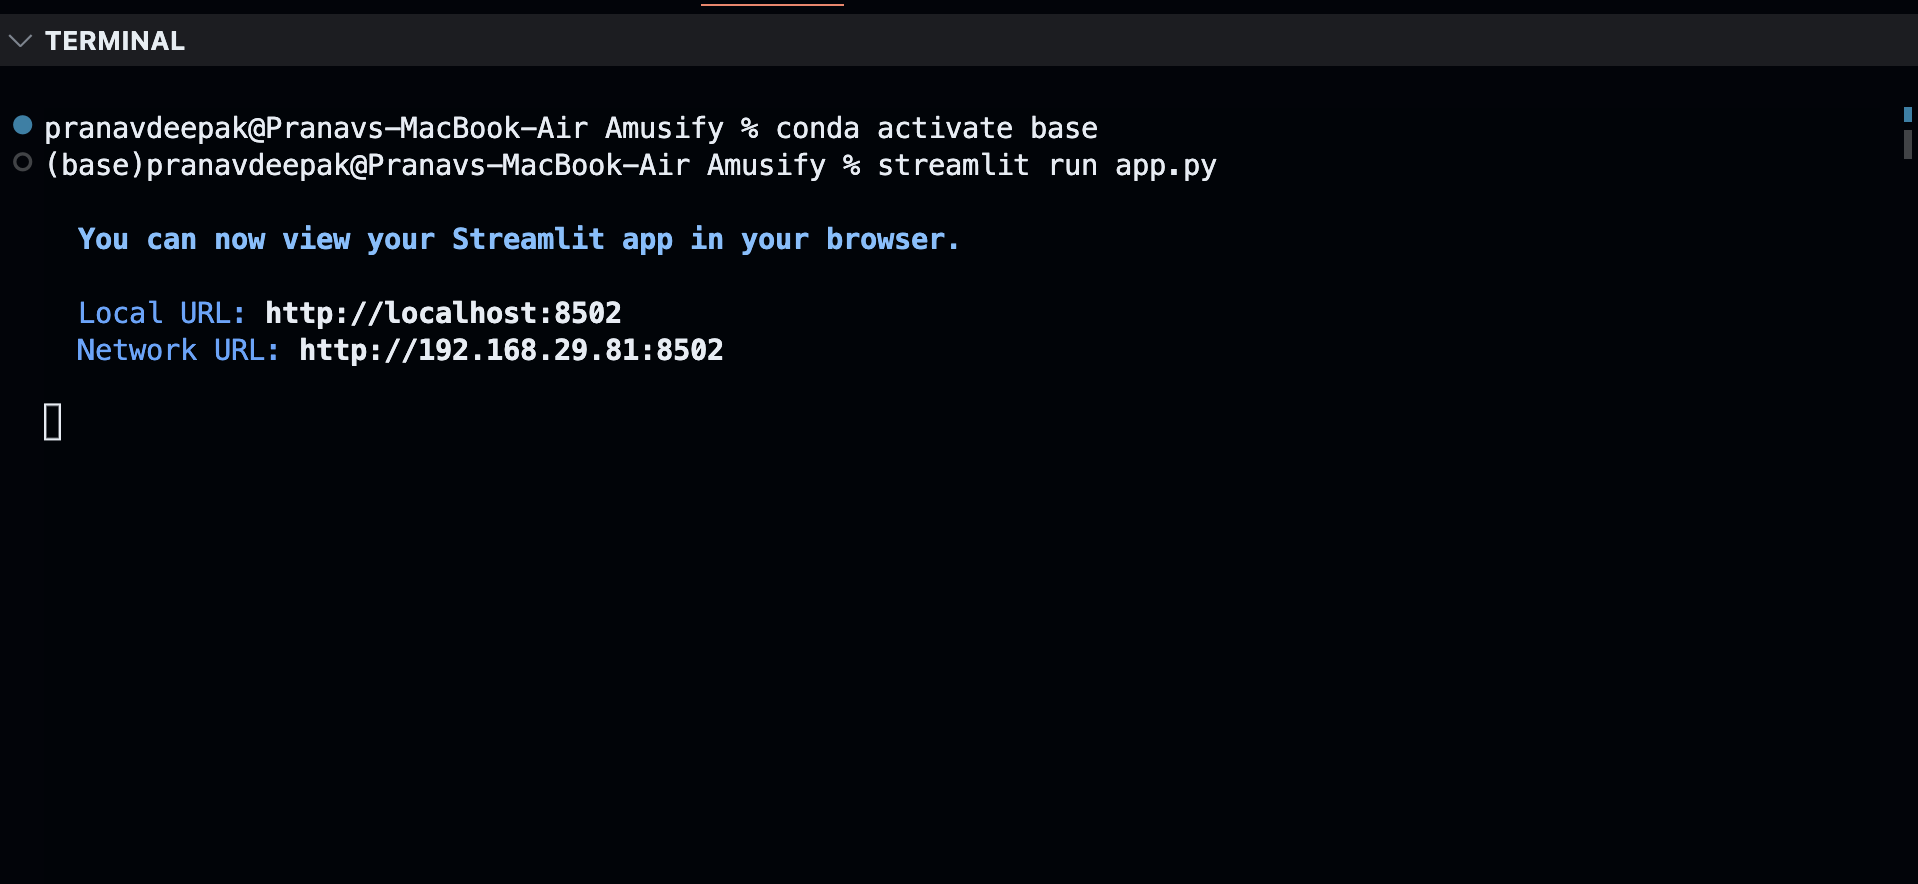 TERMINAL
pranavdeepak@Pranavs-MacBook-Air Amusify % conda activate base
(base)pranavdeepak@Pranavs-MacBook-Air Amusify % streamlit run app.py
You can now view your Streamlit app in your browser.
Local URL: http://localhost:8502
Network URL: http://192.168.29.81:8502